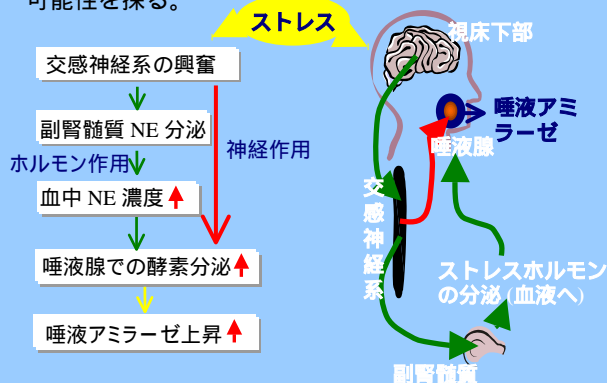 可能性を探る。
ストレス
交感神経系の興奮
副腎髄質 NE 分泌
ホルモン作用
神経作用
血中 NE 濃度
唾液腺での酵素分泌
唾液アミラーゼ上昇
視床下部
唾液アミ
ラーゼ
唾液腺
交感神経系
ストレスホルモン
の分泌 (血液へ)
副腎髄質